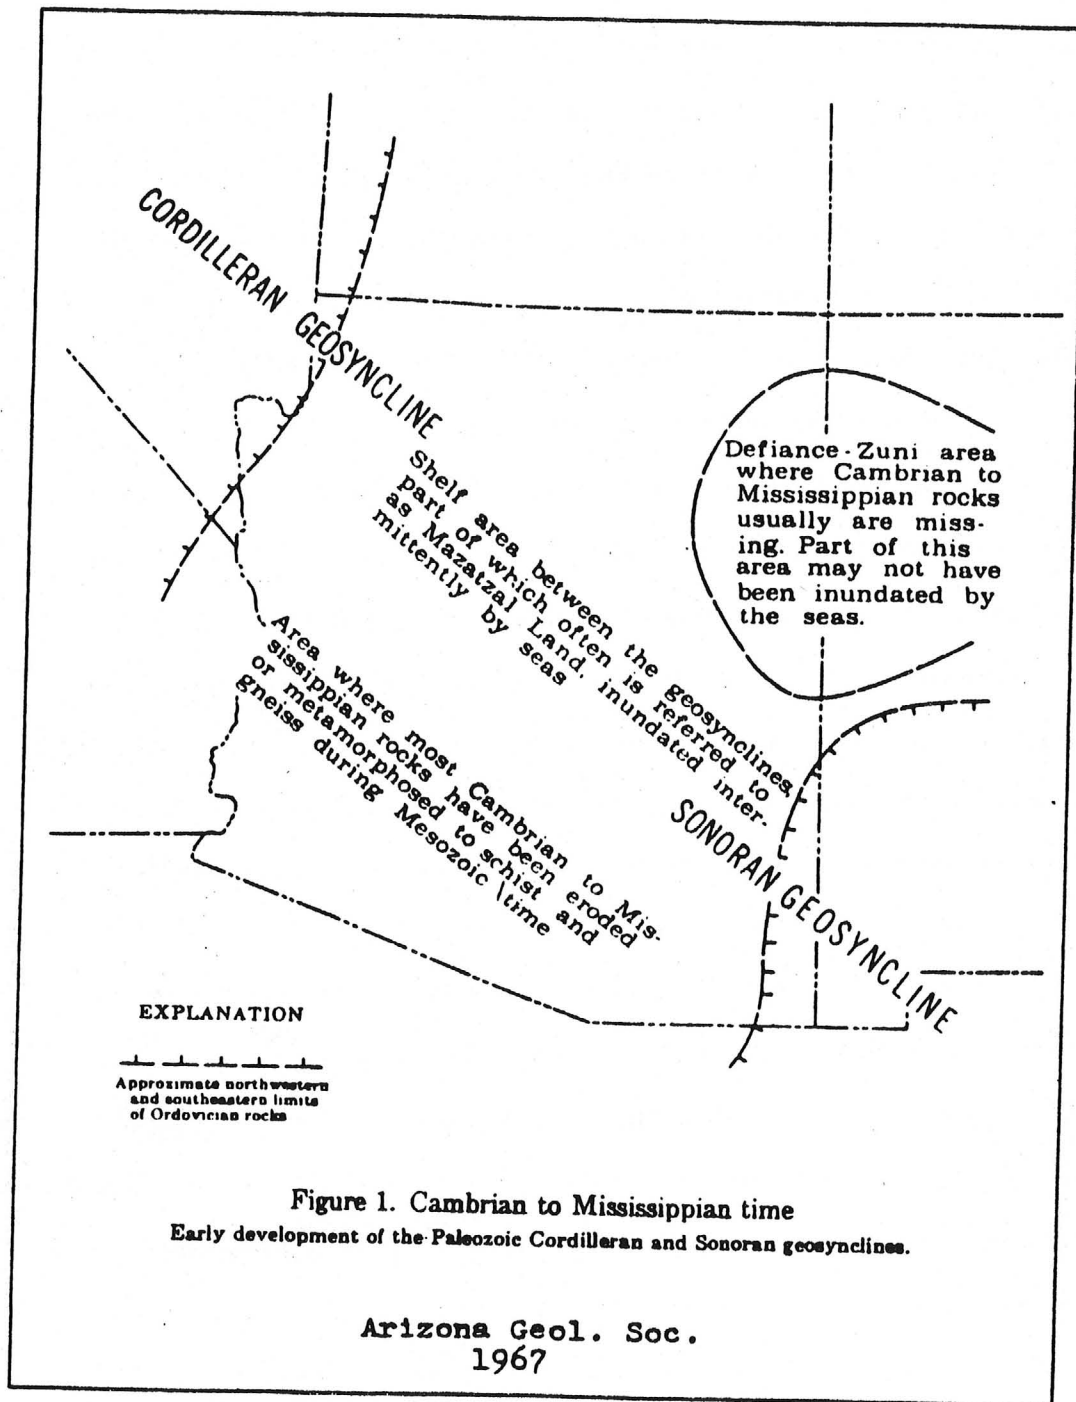 CORDILLERAN GEOSYNCLINE
Defiance-Zuni area
where Cambrian to
Mississippian rocks
usually are miss-
ing. Part of this
area may not have
been inundated by
the seas.
Shelf area between the geosynclines,
part of which often is referred to
as Mazatzal Land, inundated inter-
mittently by seas
Area where most Cambrian to Mis-
sissippian rocks have been eroded
or metamorphosed to schist and
gneiss during Mesozoic time
SONORAN GEOSYNCLINE
EXPLANATION
Approximate northwestern
and southeastern limits
of Ordovician rocks
Figure 1. Cambrian to Mississippian time
Early development of the Paleozoic Cordilleran and Sonoran geosynclines.
Arizona Geol. Soc.
1967